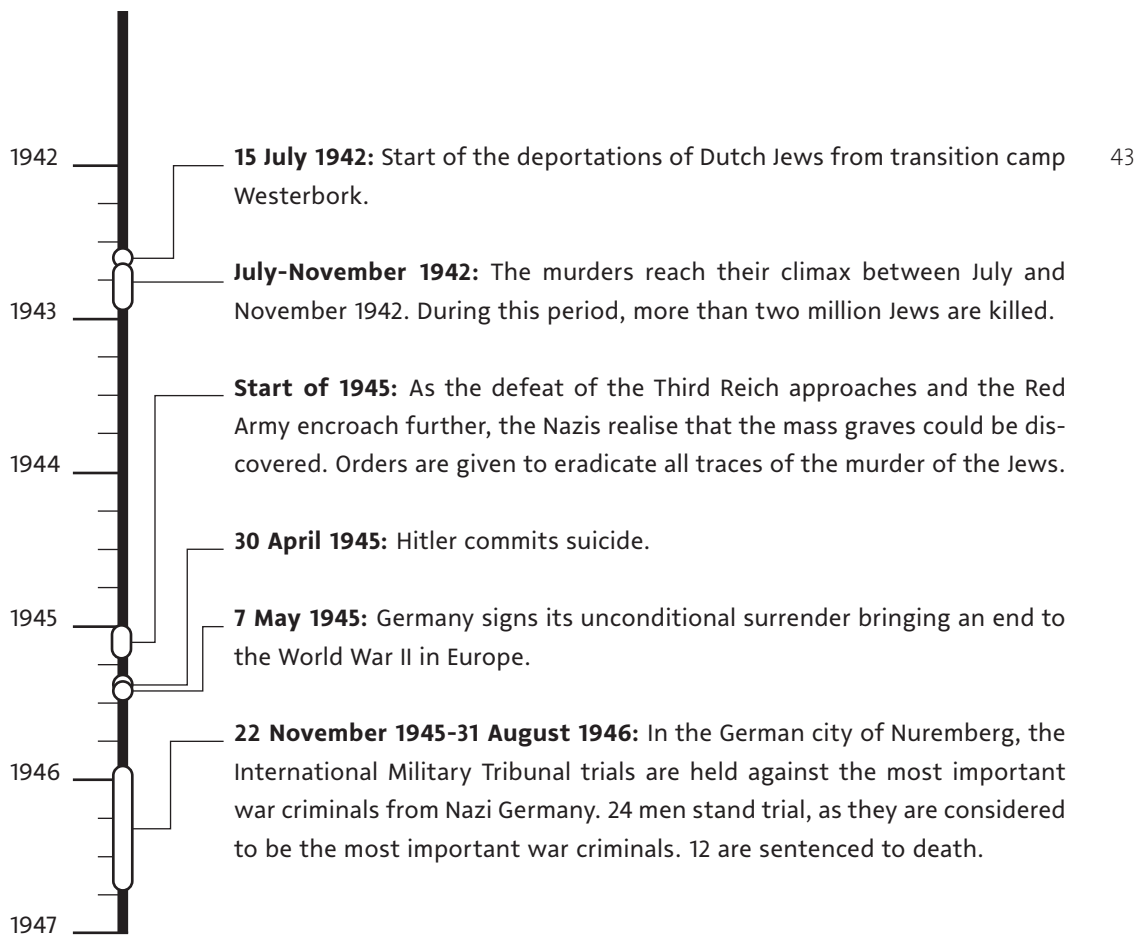 1942
15 July 1942: Start of the deportations of Dutch Jews from transition camp
43
Westerbork.
July-November 1942: The murders reach their climax between July and
1943
November 1942. During this period, more than two million Jews are killed.
Start of 1945: As the defeat of the Third Reich approaches and the Red
Army encroach further, the Nazis realise that the mass graves could be dis-
1944
covered. Orders are given to eradicate all traces of the murder of the Jews.
30 April 1945: Hitler commits suicide.
1945
7 May 1945: Germany signs its unconditional surrender bringing an end to
the World War II in Europe.
22 November 1945-31 August 1946: In the German city of Nuremberg, the
1946
International Military Tribunal trials are held against the most important
war criminals from Nazi Germany. 24 men stand trial, as they are considered
to be the most important war criminals. 12 are sentenced to death.
1947